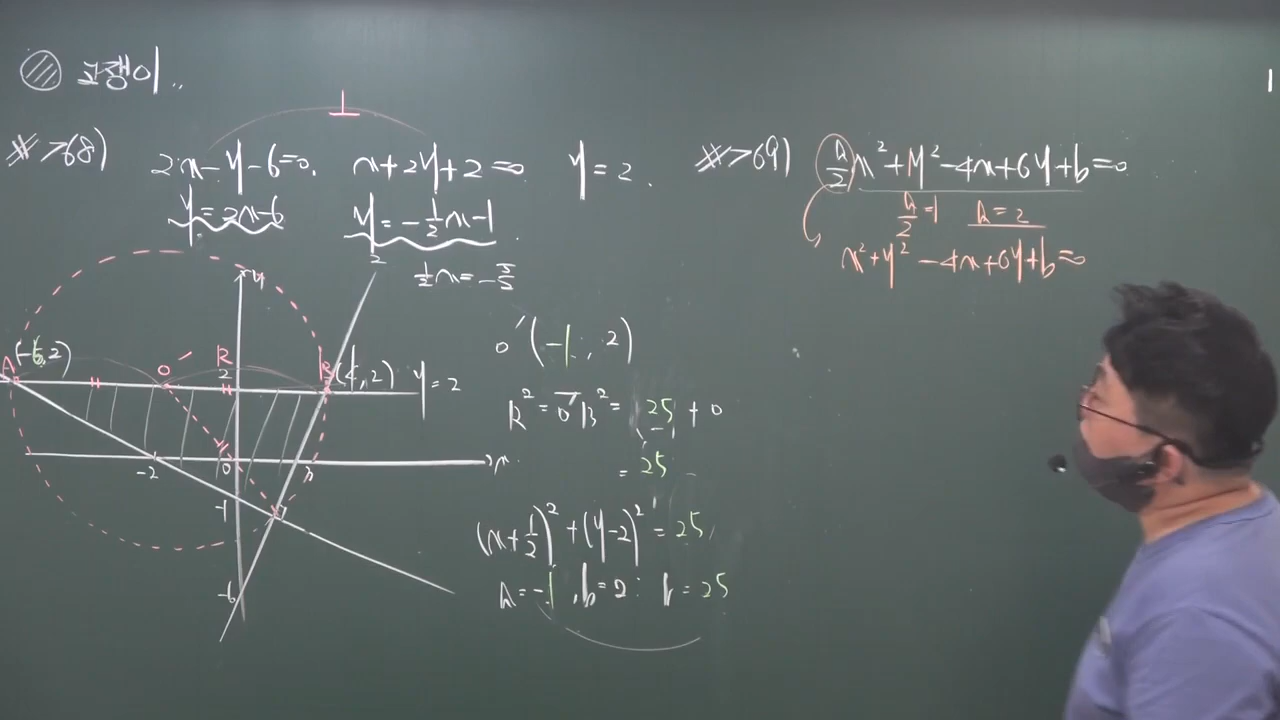 고쟁이..
#768)
2x-y-6=0. x+2y+2=0 y=2.
y=2x-6 y=-1/2x-1
1/2x=-5/2
y
A(-6,2) O' R 2 B(4,2) y=2
-2 0 3 x
-1
-6
O'(-1, 2)
R²=O'B²= 25 + 0
= 25
(x+1/2)²+(y-2)²=25
a=-1, b=2: r=25
#769) a/2x²+y²-4x+6y+b=0
a/2=1 a=2
x²+y²-4x+6y+b=0